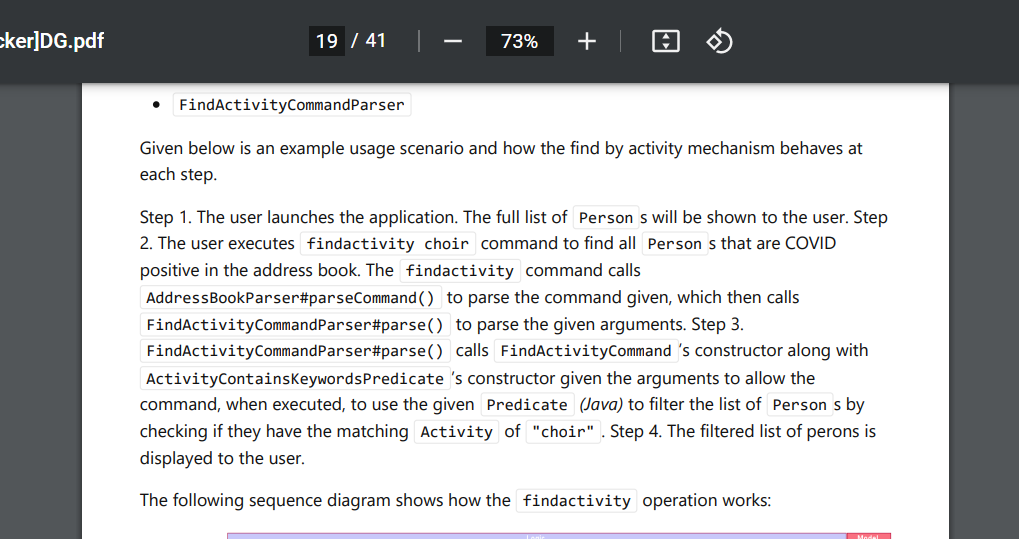 cker]DG.pdf
19 / 41
73%
• FindActivityCommandParser
Given below is an example usage scenario and how the find by activity mechanism behaves at
each step.
Step 1. The user launches the application. The full list of Person s will be shown to the user. Step
2. The user executes findactivity choir command to find all Person s that are COVID
positive in the address book. The findactivity command calls
AddressBookParser#parseCommand() to parse the command given, which then calls
FindActivityCommandParser#parse() to parse the given arguments. Step 3.
FindActivityCommandParser#parse() calls FindActivityCommand 's constructor along with
ActivityContainsKeywordsPredicate 's constructor given the arguments to allow the
command, when executed, to use the given Predicate (Java) to filter the list of Person s by
checking if they have the matching Activity of "choir" . Step 4. The filtered list of perons is
displayed to the user.
The following sequence diagram shows how the findactivity operation works:
Logic
Model